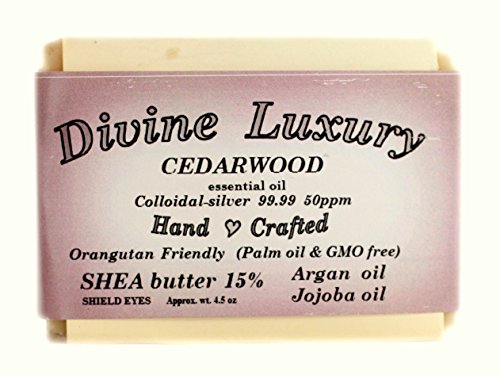 Divine Luxury
CEDARWOOD
essential oil
Colloidal-silver 99.99 50ppm
Hand ♡ Crafted
Orangutan Friendly (Palm oil & GMO free)
SHEA butter 15%
Argan oil
Jojoba oil
SHIELD EYES Approx. wt. 4.5 oz